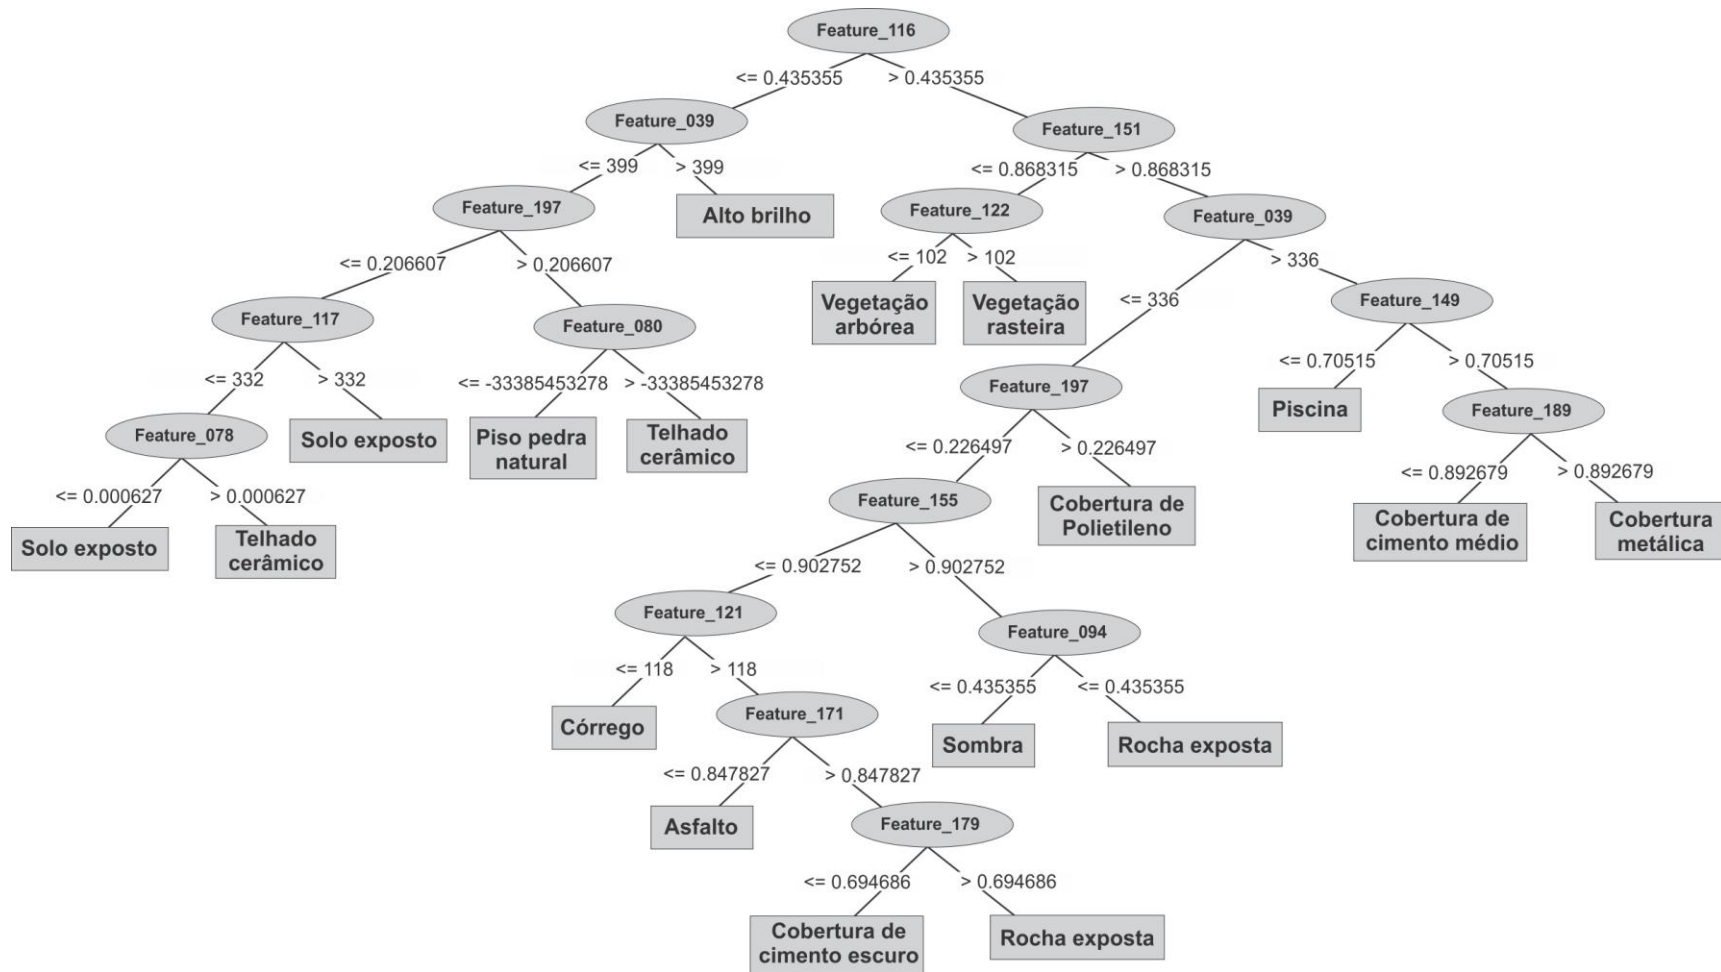 Feature_116
<= 0.435355
> 0.435355
Feature_039
Feature_151
<= 399
> 399
<= 0.868315
> 0.868315
Feature_197
Alto brilho
Feature_122
Feature_039
<= 0.206607
> 0.206607
<= 102
> 102
> 336
<= 336
Feature_117
Feature_080
Vegetação
arbórea
Vegetação
rasteira
Feature_149
<= 332
> 332
<= -33385453278
> -33385453278
<= 0.70515
> 0.70515
Feature_197
Feature_078
Solo exposto
Piso pedra
natural
Telhado
cerâmico
Piscina
Feature_189
<= 0.226497
> 0.226497
<= 0.892679
> 0.892679
<= 0.000627
> 0.000627
Feature_155
Cobertura de
Polietileno
Cobertura de
cimento médio
Cobertura
metálica
Solo exposto
Telhado
cerâmico
<= 0.902752
> 0.902752
Feature_121
Feature_094
<= 118
> 118
<= 0.435355
<= 0.435355
Córrego
Feature_171
Sombra
Rocha exposta
<= 0.847827
> 0.847827
Asfalto
Feature_179
<= 0.694686
> 0.694686
Cobertura de
cimento escuro
Rocha exposta